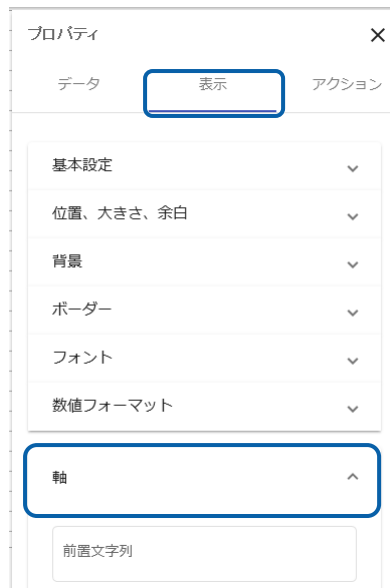 プロパティ
データ 表示 アクション
基本設定
位置、大きさ、余白
背景
ボーダー
フォント
数値フォーマット
軸
前置文字列